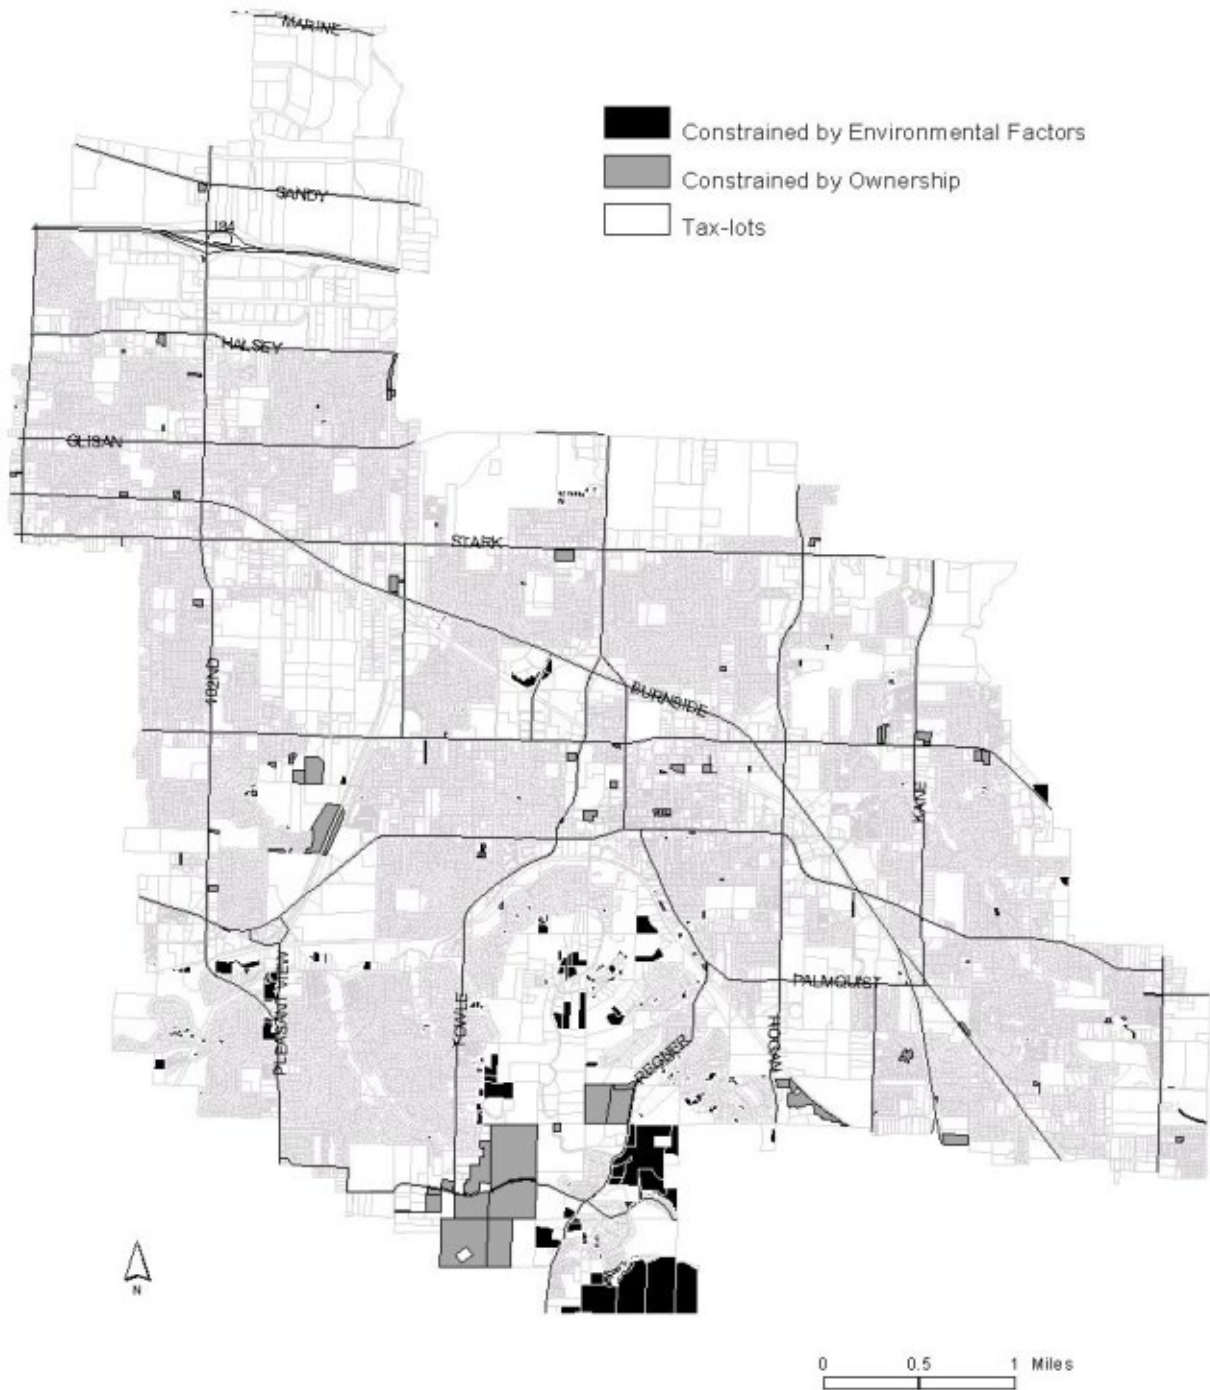 MARINE
Constrained by Environmental Factors
Constrained by Ownership
SANDY
Tax-lots
I84
HALSEY
GLISAN
STARK
182ND
BURNSIDE
KANE
PLEASANT VIEW
TOWLE
PALMQUIST
HOGAN
REGNER
N
0 0.5 1 Miles